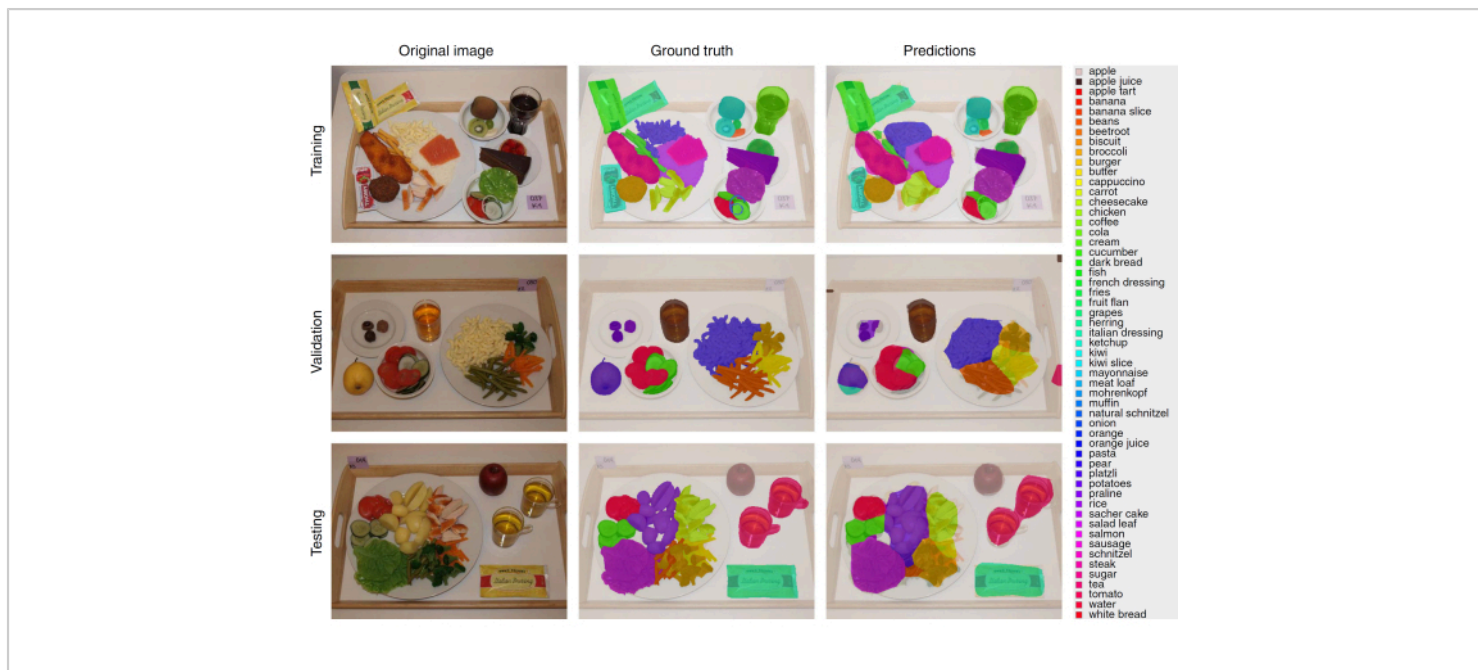 Original image
Ground truth
Predictions
Training
Validation
Testing
apple
apple juice
apple tart
banana
banana slice
beans
beetroot
biscuit
broccoli
burger
butter
cappuccino
carrot
cheesecake
chicken
coffee
cola
cream
cucumber
dark bread
fish
french dressing
fries
fruit flan
grapes
herring
italian dressing
ketchup
kiwi
kiwi slice
mayonnaise
meat loaf
mohrenkopf
muffin
natural schnitzel
onion
orange
orange juice
pasta
pear
platzli
potatoes
praline
rice
sacher cake
salad leaf
salmon
sausage
schnitzel
steak
sugar
tea
tomato
water
white bread